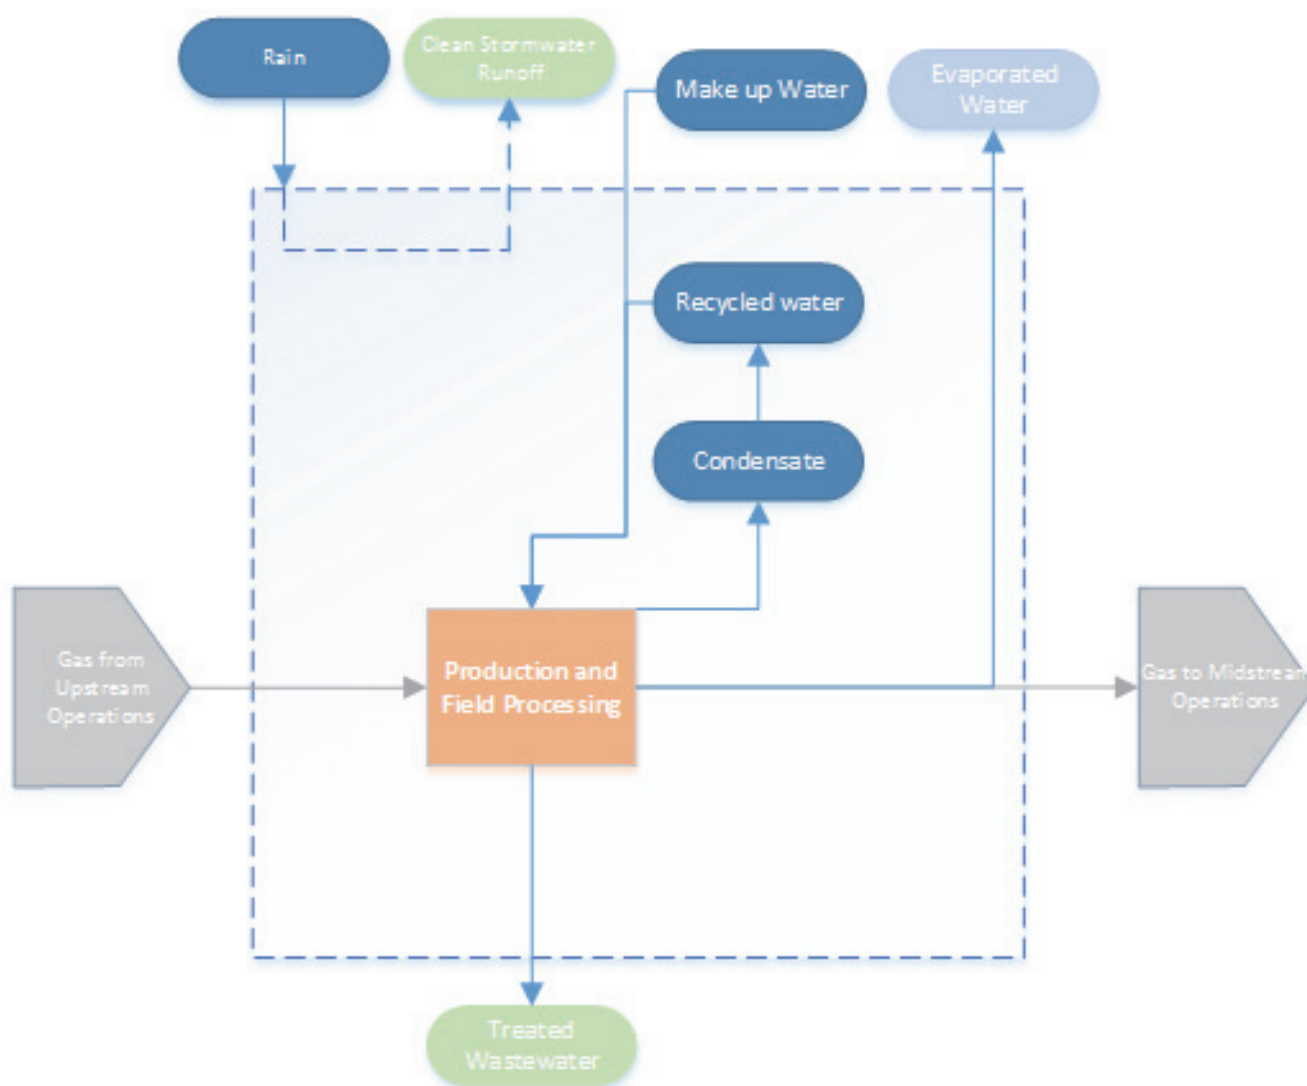 Rain
Clean Stormwater
Runoff
Make up Water
Evaporated
Water
Recycled water
Condensate
Gas from
Upstream
Operations
Production and
Field Processing
Gas to Midstream
Operations
Treated
Wastewater